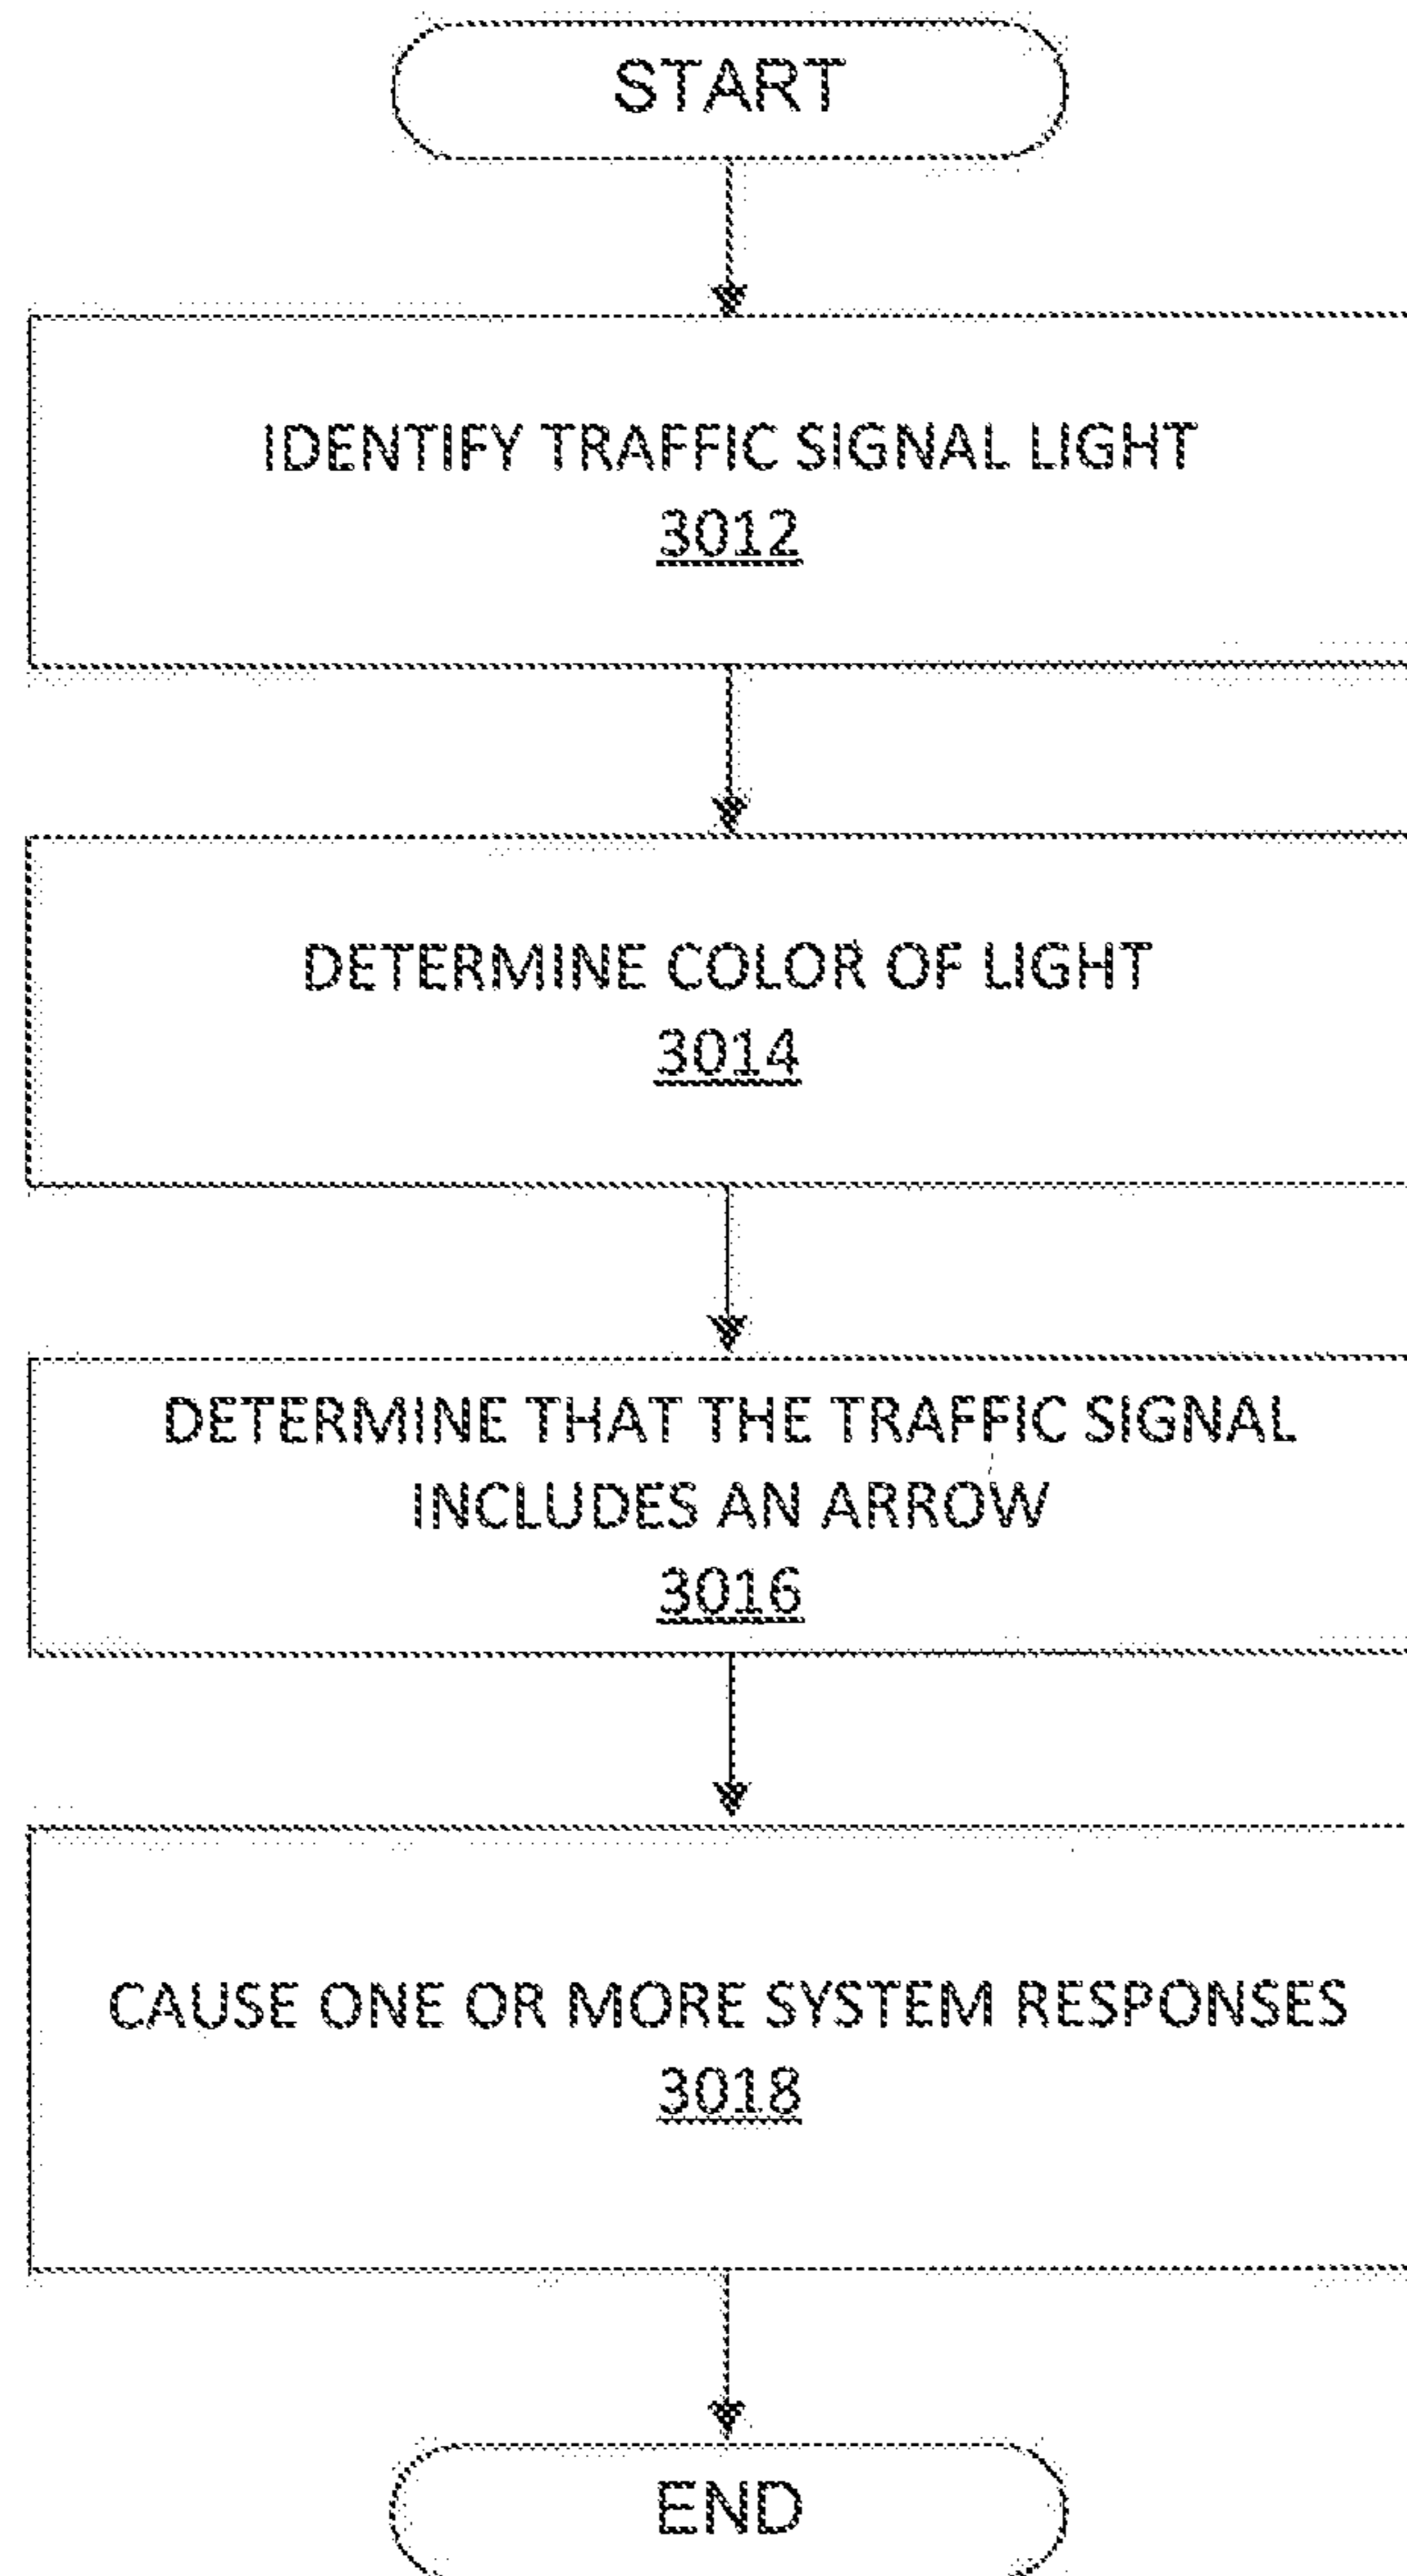 START
IDENTIFY TRAFFIC SIGNAL LIGHT
3012
DETERMINE COLOR OF LIGHT
3014
DETERMINE THAT THE TRAFFIC SIGNAL
INCLUDES AN ARROW
3016
CAUSE ONE OR MORE SYSTEM RESPONSES
3018
END